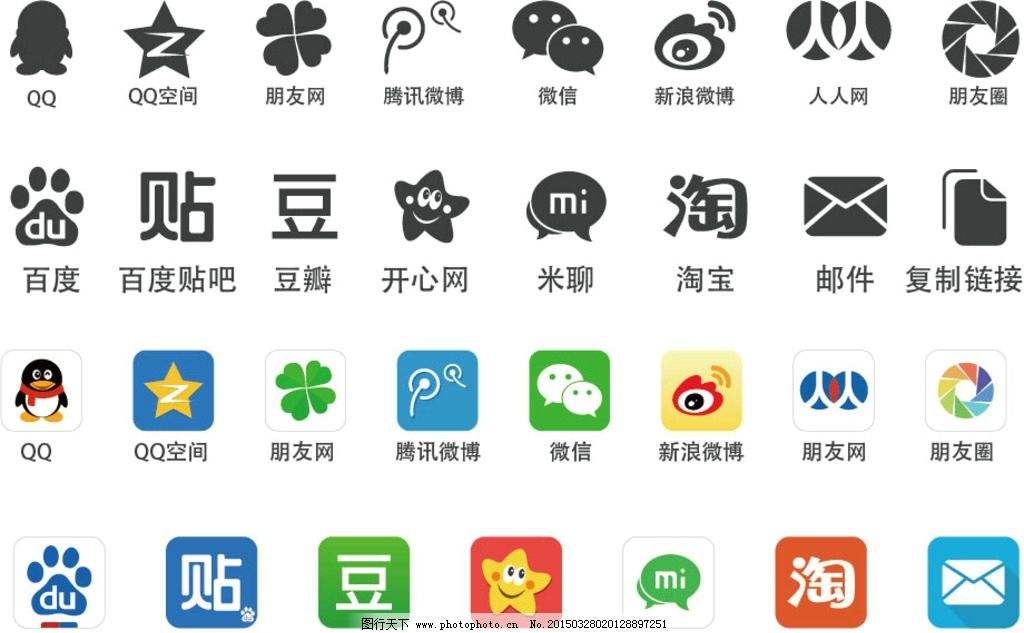 QQ QQ空间 朋友网 腾讯微博 微信 新浪微博 人人网 朋友圈
du 贴 豆 mi 淘
百度 百度贴吧 豆瓣 开心网 米聊 淘宝 邮件 复制链接
QQ QQ空间 朋友网 腾讯微博 微信 新浪微博 朋友网 朋友圈
du 贴 豆 mi 淘
图行天下 www.photophoto.cn No.20150328020128897251